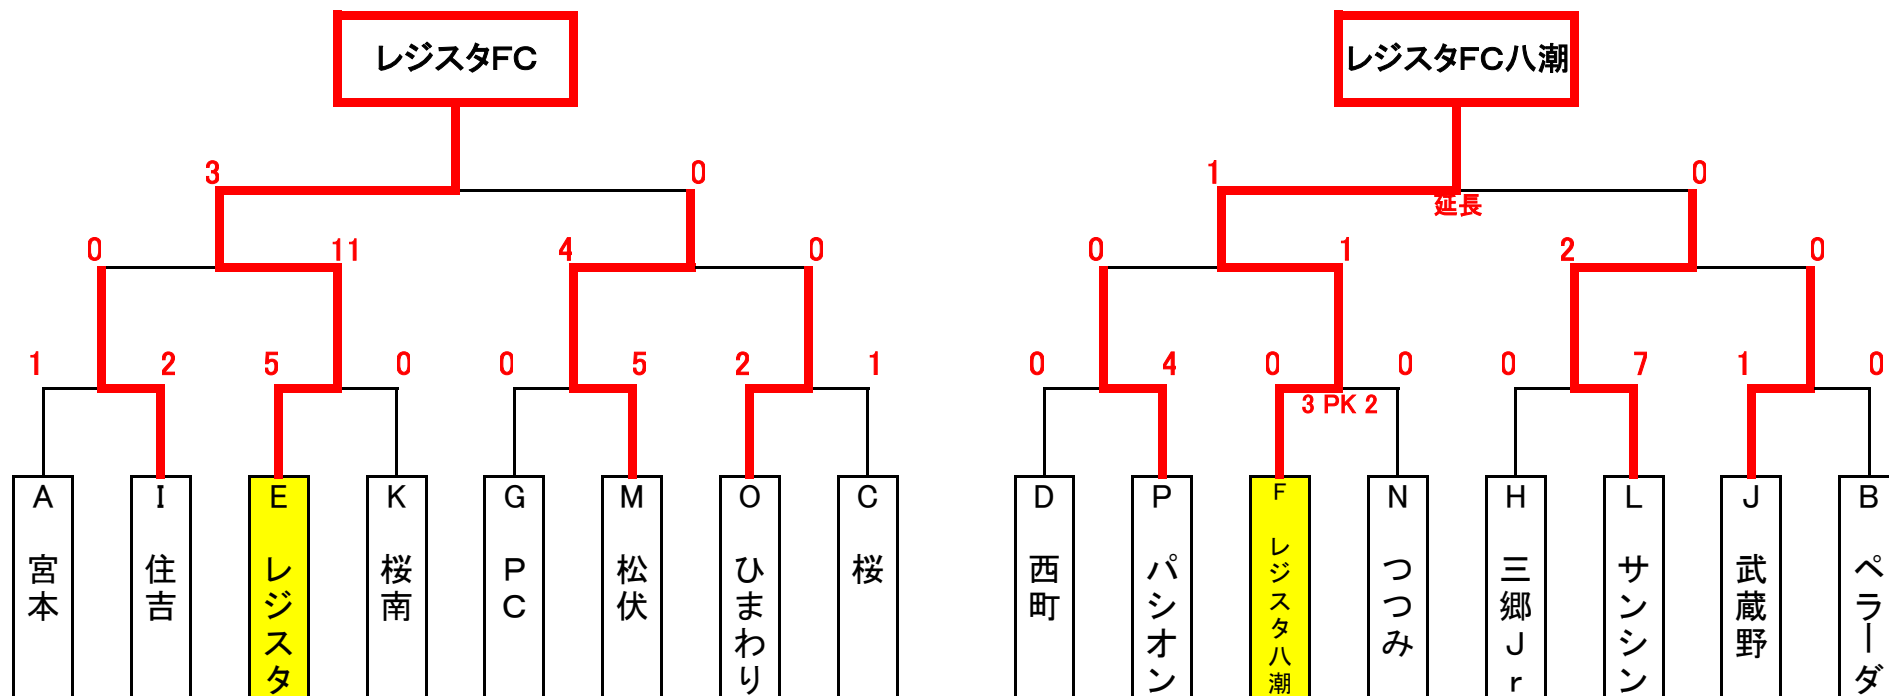 レジスタFC
レジスタFC八潮
3 0 1 0
延長
0 11 4 0 0 1 2 0
1 2 5 0 0 5 2 1 0 4 0 0 0 7 1 0
3 PK 2
A 宮本
I 住吉
E レジスタ
K 桜南
G PC
M 松伏
O ひまわり
C 桜
D 西町
P パシオン
F レジスタ八潮
N つつみ
H 三郷Jr
L サンシン
J 武蔵野
B ペラーダ